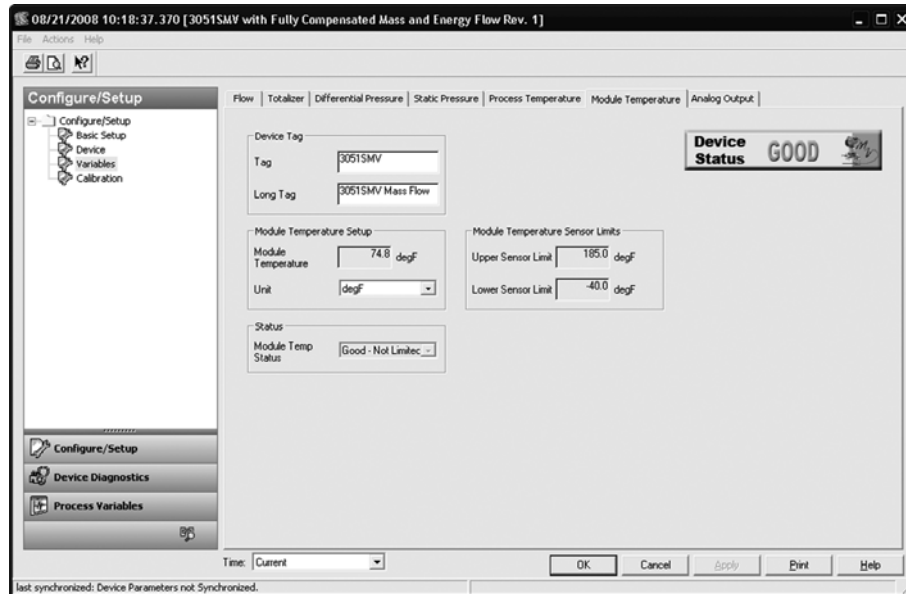 08/21/2008 10:18:37.370 [3051SMV with Fully Compensated Mass and Energy Flow Rev. 1]
File Actions Help
Configure/Setup
Configure/Setup
Basic Setup
Device
Variables
Calibration
Configure/Setup
Device Diagnostics
Process Variables
Flow Totalizer Differential Pressure Static Pressure Process Temperature Module Temperature Analog Output
Device Tag
Tag 3051SMV
Long Tag 3051SMV Mass Flow
Device Status GOOD
Module Temperature Setup
Module Temperature 74.8 degF
Unit degF
Module Temperature Sensor Limits
Upper Sensor Limit 185.0 degF
Lower Sensor Limit -40.0 degF
Status
Module Temp Status Good - Not Limitec
Time: Current
OK Cancel Apply Print Help
last synchronized: Device Parameters not Synchronized.